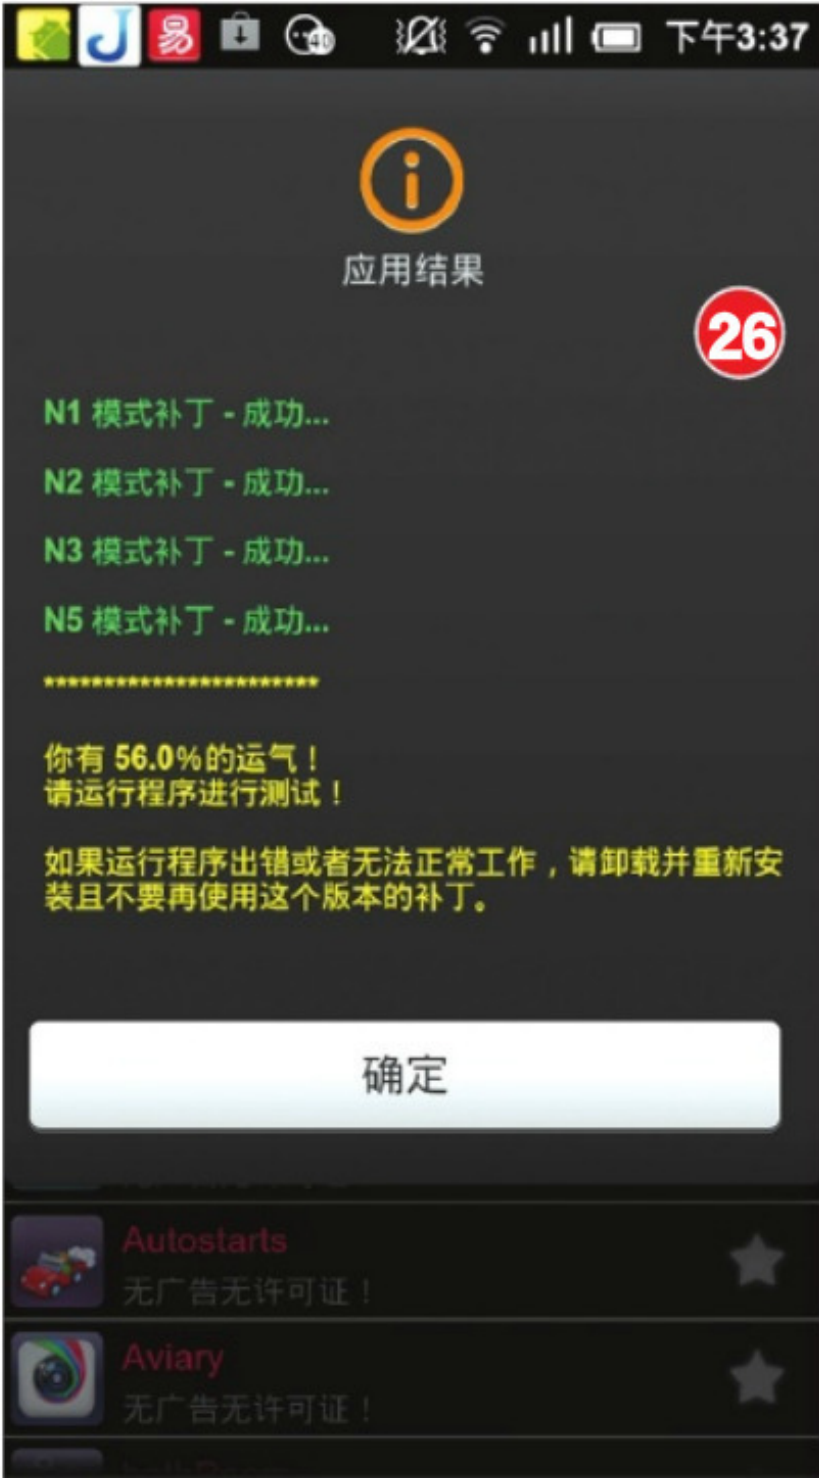 易
40
下午3:37
应用结果
26
N1 模式补丁 - 成功...
N2 模式补丁 - 成功...
N3 模式补丁 - 成功...
N5 模式补丁 - 成功...
***********************
你有 56.0%的运气！
请运行程序进行测试！
如果运行程序出错或者无法正常工作，请卸载并重新安
装且不要再使用这个版本的补丁。
确定
Autostarts
无广告无许可证！
Aviary
无广告无许可证！